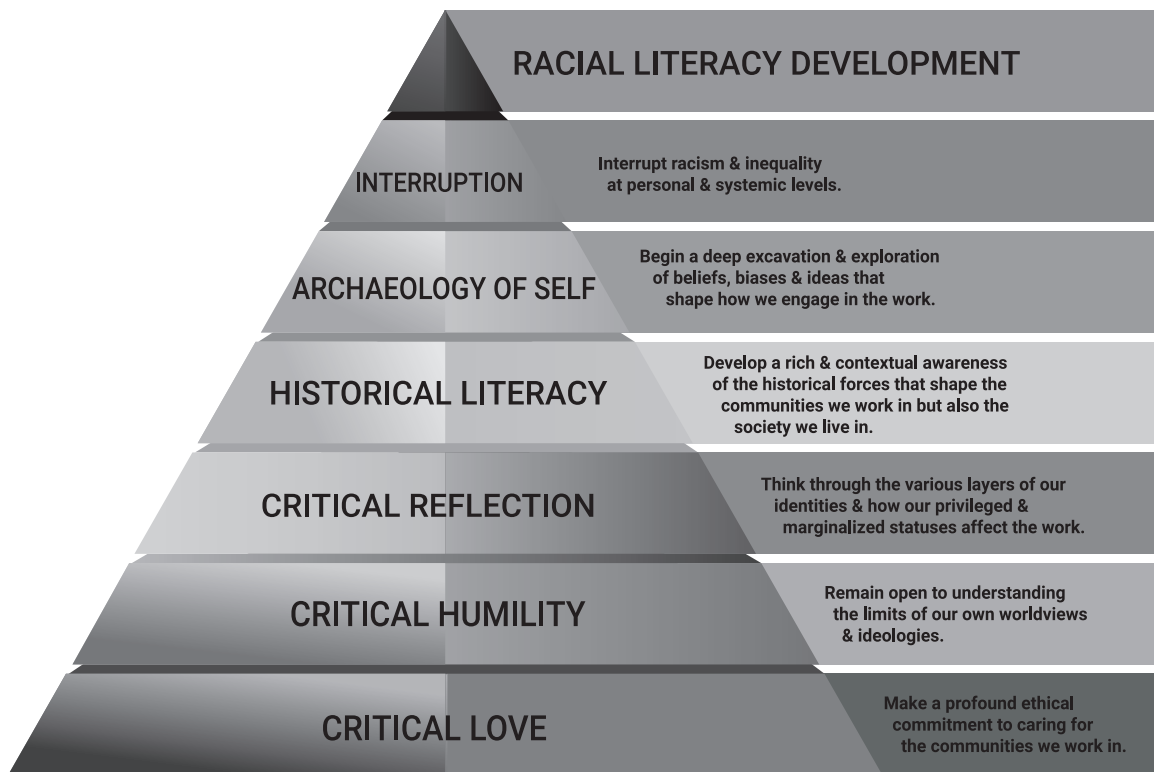 RACIAL LITERACY DEVELOPMENT
INTERRUPTION
Interrupt racism & inequality
at personal & systemic levels.
ARCHAEOLOGY OF SELF
Begin a deep excavation & exploration
of beliefs, biases & ideas that
shape how we engage in the work.
HISTORICAL LITERACY
Develop a rich & contextual awareness
of the historical forces that shape the
communities we work in but also the
society we live in.
CRITICAL REFLECTION
Think through the various layers of our
identities & how our privileged &
marginalized statuses affect the work.
CRITICAL HUMILITY
Remain open to understanding
the limits of our own worldviews
& ideologies.
CRITICAL LOVE
Make a profound ethical
commitment to caring for
the communities we work in.